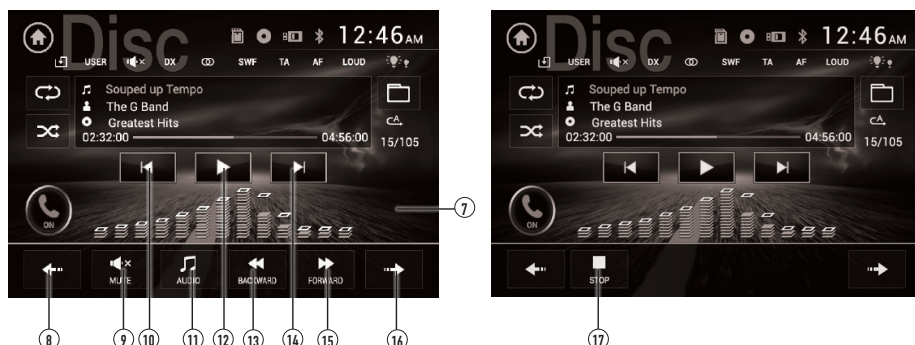 Disc
12:46AM
USER DX SWF TA AF LOUD
Souped up Tempo
The G Band
Greatest Hits
02:32:00 04:56:00
A
15/105
ON
MUTE AUDIO BACKWARD FORWARD
7
8 9 10 11 12 13 14 15 16
Disc
12:46AM
USER DX SWF TA AF LOUD
Souped up Tempo
The G Band
Greatest Hits
02:32:00 04:56:00
A
15/105
ON
STOP
17